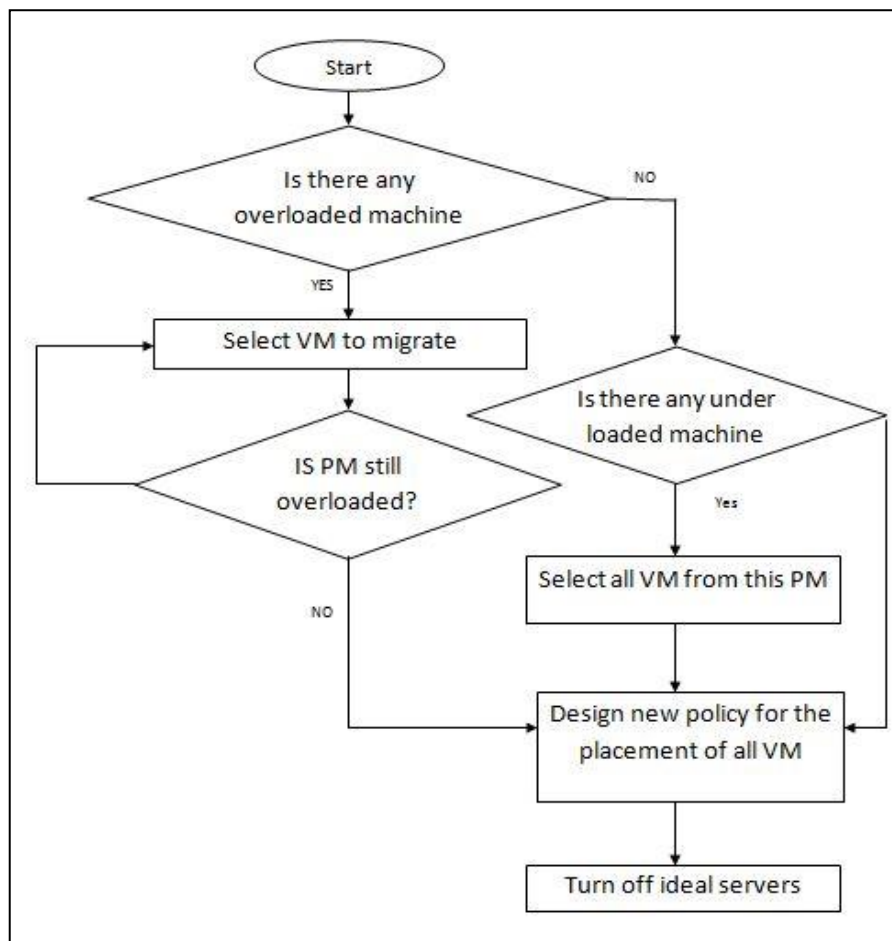 Start
Is there any
overloaded machine
NO
YES
Select VM to migrate
Is there any under
loaded machine
IS PM still
overloaded?
Yes
Select all VM from this PM
NO
Design new policy for the
placement of all VM
Turn off ideal servers